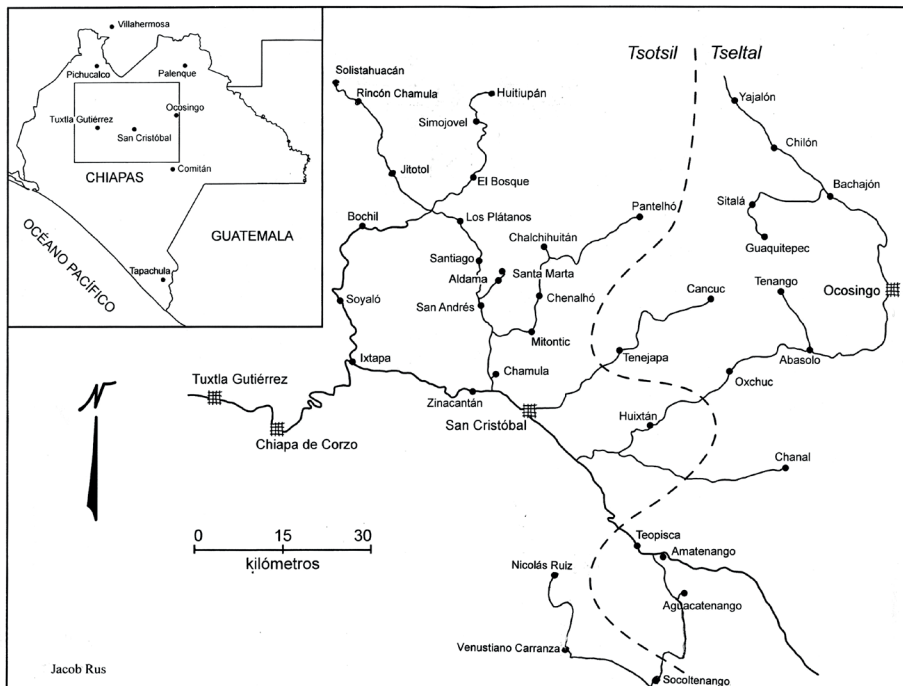 Villahermosa
Pichucalco
Palenque
Ocosingo
Tuxtla Gutiérrez
San Cristóbal
Comitán
CHIAPAS
GUATEMALA
OCÉANO PACÍFICO
Tapachula
Tsotsil
Tseltal
Solistahuacán
Rincón Chamula
Huitiupán
Simojovel
Jitotol
El Bosque
Bochil
Los Plátanos
Pantelhó
Chalchihuitán
Santiago
Santa Marta
Aldama
San Andrés
Chenalhó
Soyaló
Mitontic
Ixtapa
Chamula
Zinacantán
Tuxtla Gutiérrez
Chiapa de Corzo
San Cristóbal
Yajalón
Chilón
Bachajón
Sitalá
Guaquitepec
Cancuc
Tenango
Ocosingo
Tenejapa
Abasolo
Oxchuc
Huixtán
Chanal
Teopisca
Amatenango
Nicolás Ruiz
Aguacatenango
Venustiano Carranza
Socoltenango
N
0 15 30
kilómetros
Jacob Rus